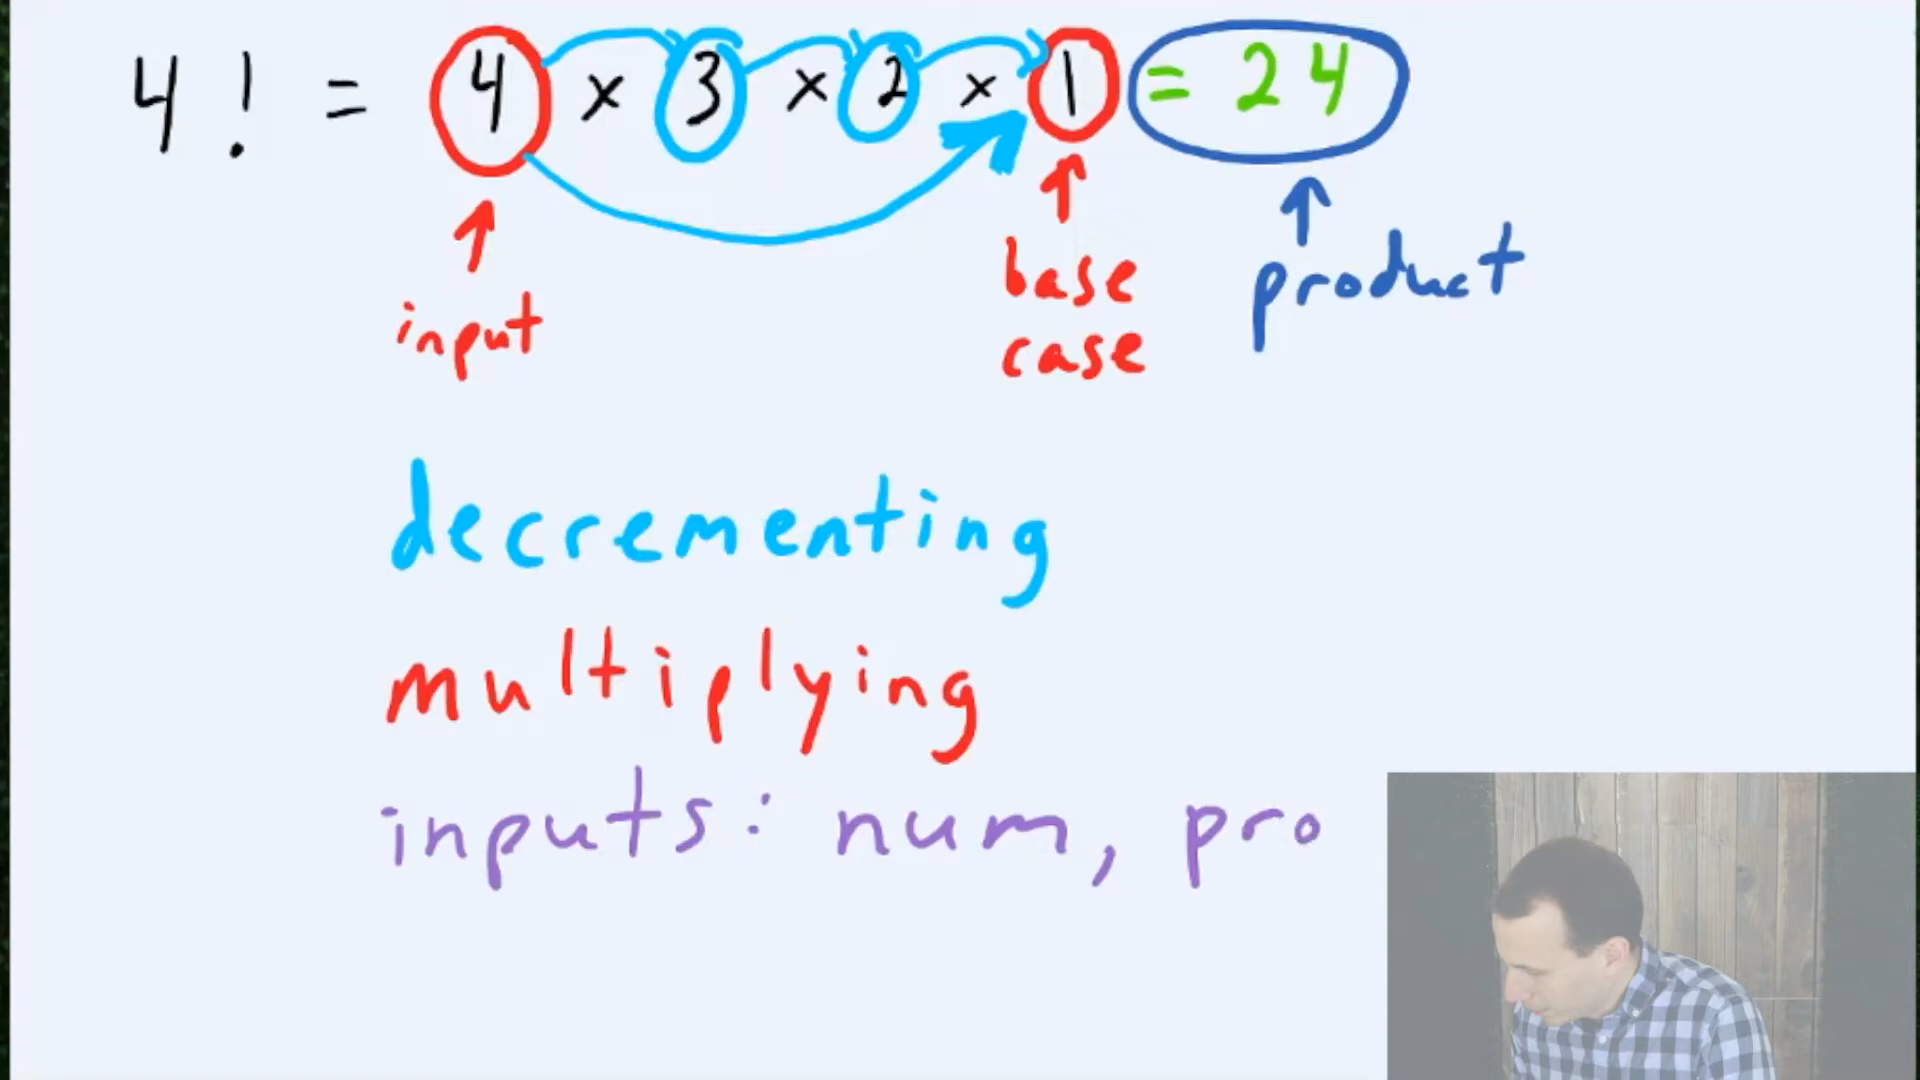 4! = 4 x 3 x 2 x 1 = 24
input
base case
product
decrementing
multiplying
inputs: num, pro